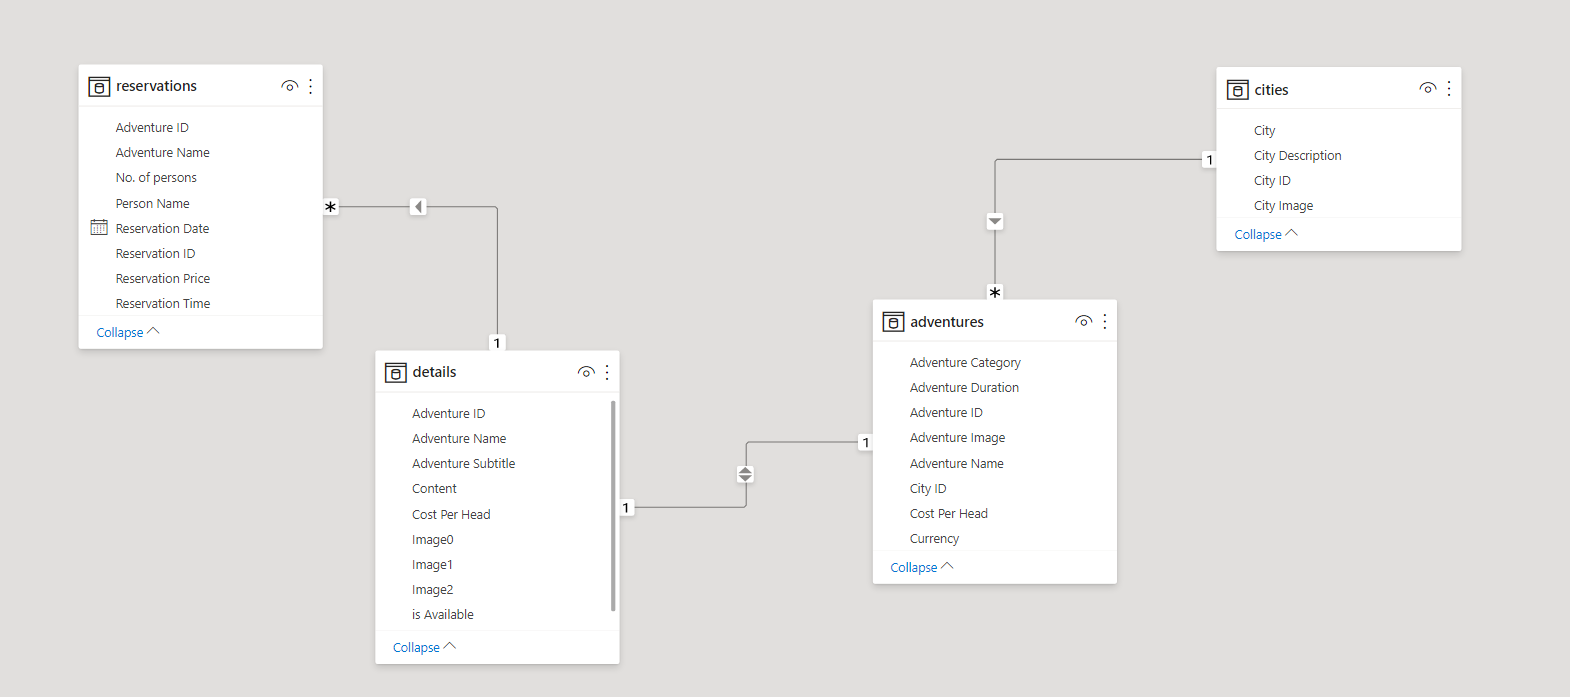 reservations
Adventure ID
Adventure Name
No. of persons
Person Name
Reservation Date
Reservation ID
Reservation Price
Reservation Time
Collapse
*
1
details
Adventure ID
Adventure Name
Adventure Subtitle
Content
Cost Per Head
Image0
Image1
Image2
is Available
Collapse
1
1
adventures
Adventure Category
Adventure Duration
Adventure ID
Adventure Image
Adventure Name
City ID
Cost Per Head
Currency
Collapse
*
1
cities
City
City Description
City ID
City Image
Collapse